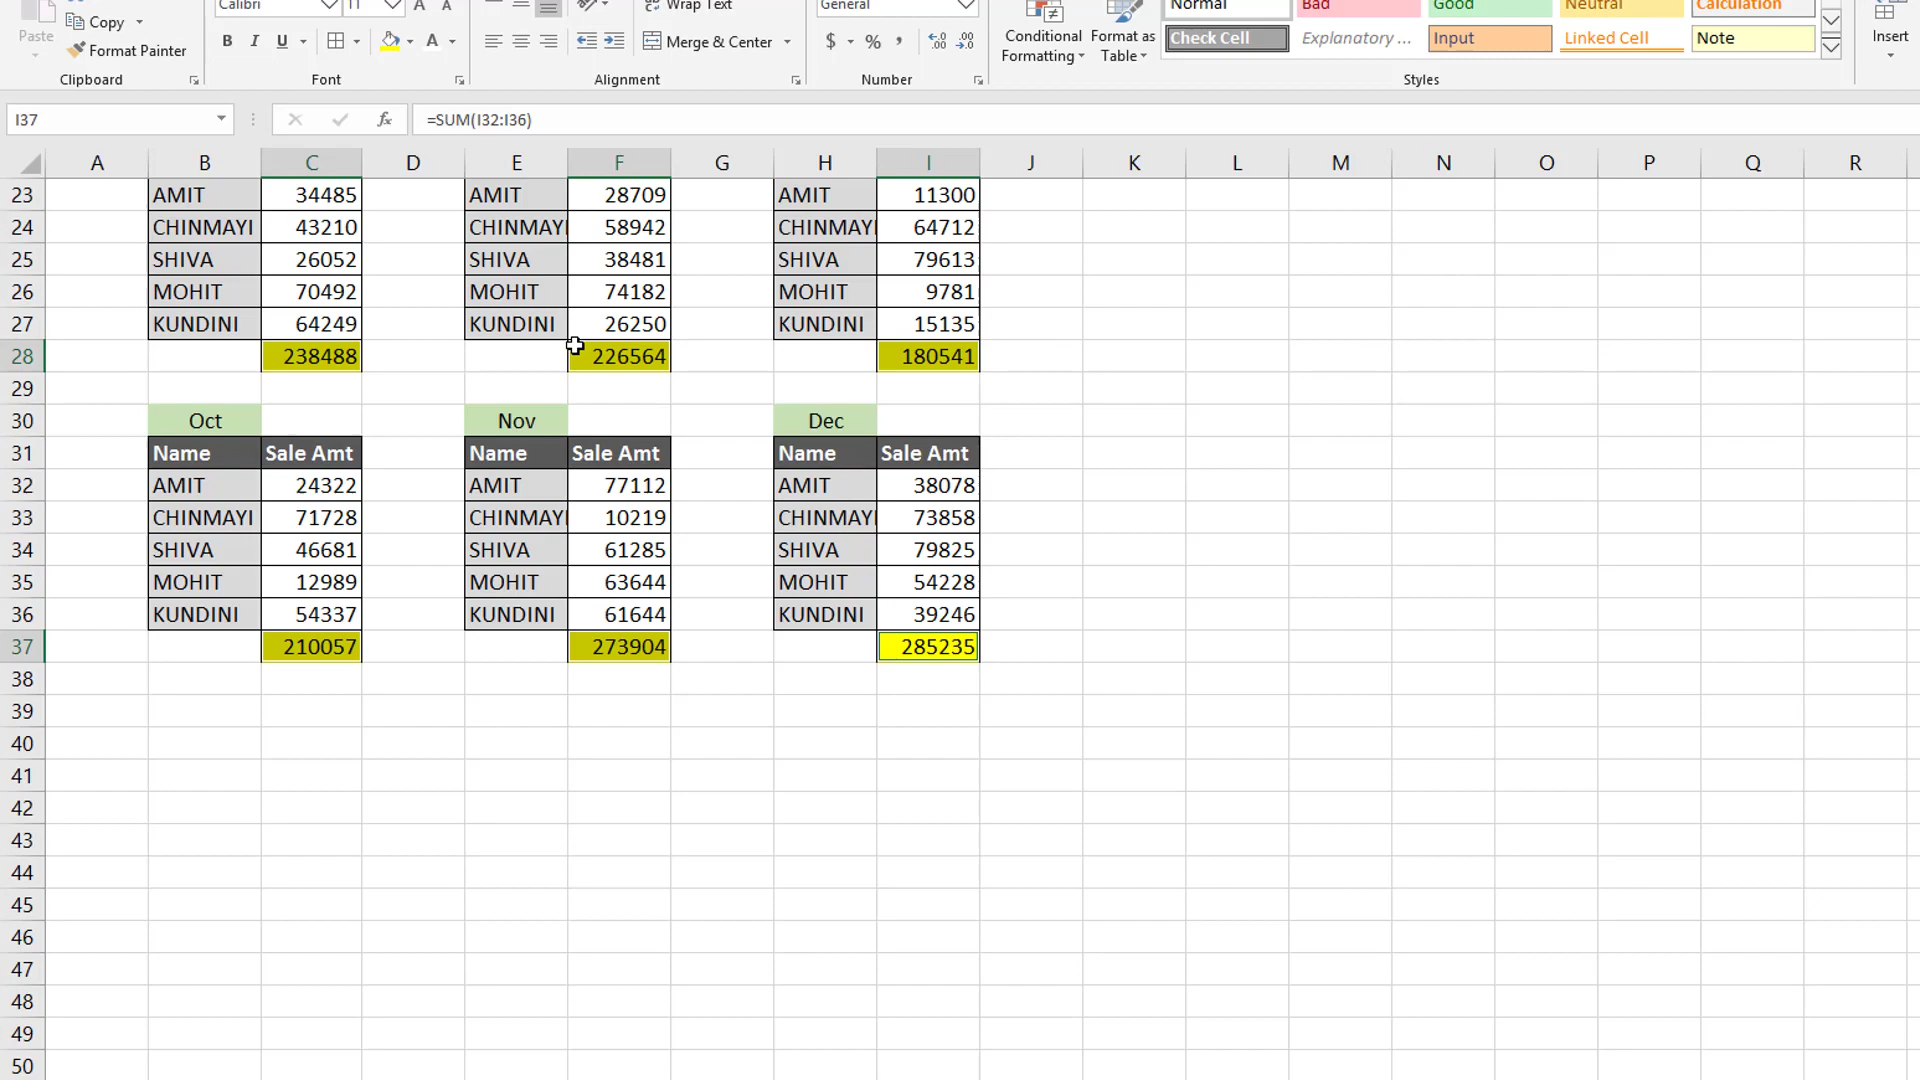 Calibri 11 A A Wrap Text General Normal Bad Good Neutral Calculation
Paste Copy
Format Painter B I U A Merge & Center $ % , Conditional Formatting Format as Table Check Cell Explanatory ... Input Linked Cell Note Insert
Clipboard Font Alignment Number Styles
I37 fx =SUM(I32:I36)
A B C D E F G H I J K L M N O P Q R
23 AMIT 34485 AMIT 28709 AMIT 11300
24 CHINMAYI 43210 CHINMAYI 58942 CHINMAYI 64712
25 SHIVA 26052 SHIVA 38481 SHIVA 79613
26 MOHIT 70492 MOHIT 74182 MOHIT 9781
27 KUNDINI 64249 KUNDINI 26250 KUNDINI 15135
28 238488 226564 180541
29
30 Oct Nov Dec
31 Name Sale Amt Name Sale Amt Name Sale Amt
32 AMIT 24322 AMIT 77112 AMIT 38078
33 CHINMAYI 71728 CHINMAYI 10219 CHINMAYI 73858
34 SHIVA 46681 SHIVA 61285 SHIVA 79825
35 MOHIT 12989 MOHIT 63644 MOHIT 54228
36 KUNDINI 54337 KUNDINI 61644 KUNDINI 39246
37 210057 273904 285235
38
39
40
41
42
43
44
45
46
47
48
49
50